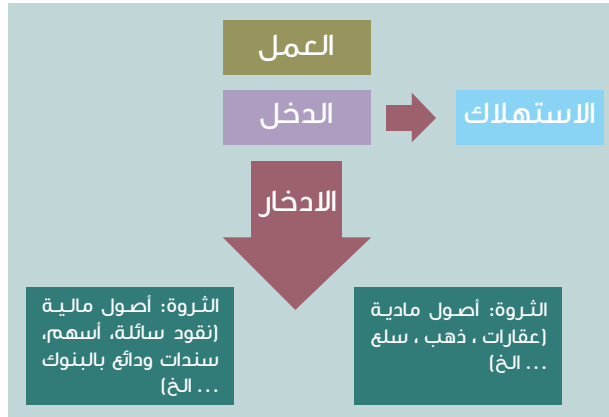 العمل
الدخل
الاستهلاك
الادخار
الثروة: أصول مادية
(عقارات ، ذهب ، سلع
... الخ)
الثروة: أصول مالية
(نقود سائلة، أسهم،
سندات ودائع بالبنوك
... الخ)